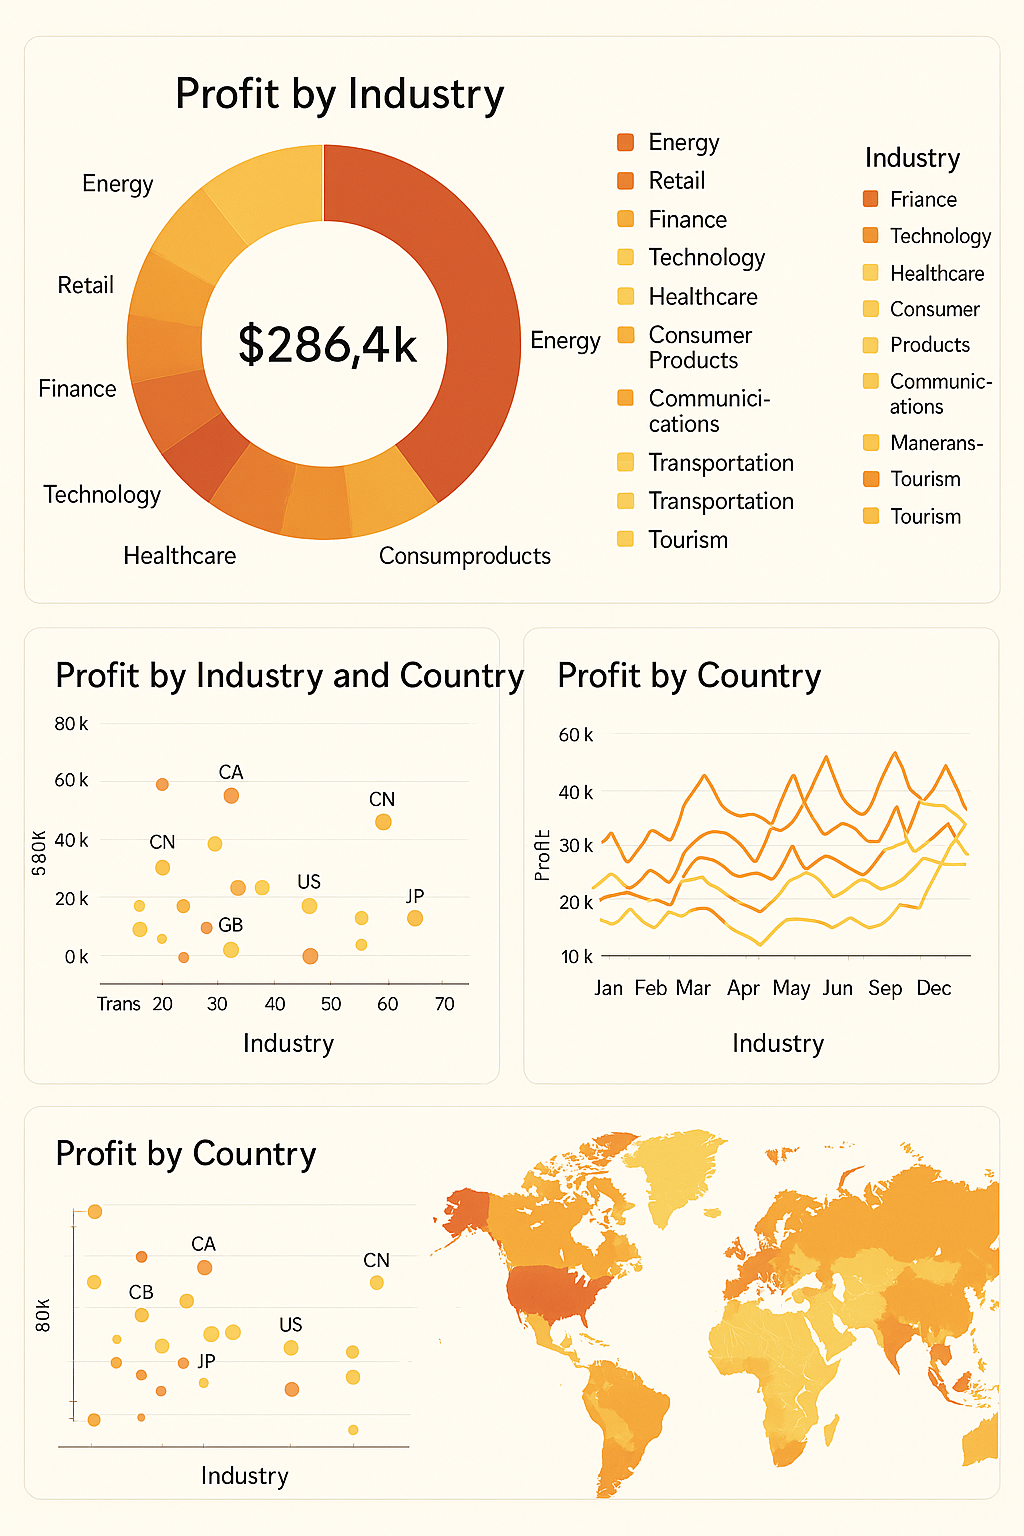 Profit by Industry
Energy
Retail
Finance
Technology
Healthcare
Consumproducts
Energy
$286,4k
Energy
Retail
Finance
Technology
Healthcare
Consumer
Products
Communici-
cations
Transportation
Transportation
Tourism
Industry
Friance
Technology
Healthcare
Consumer
Products
Communic-
ations
Manerans-
Tourism
Tourism
Profit by Industry and Country
80 k
60 k
40 k
20 k
0 k
580K
CA
CN
CN
US
JP
GB
Trans 20 30 40 50 60 70
Industry
Profit by Country
60 k
40 k
30 k
20 k
10 k
Profit
Jan Feb Mar Apr May Jun Sep Dec
Industry
Profit by Country
80k
CA
CN
CB
US
JP
Industry